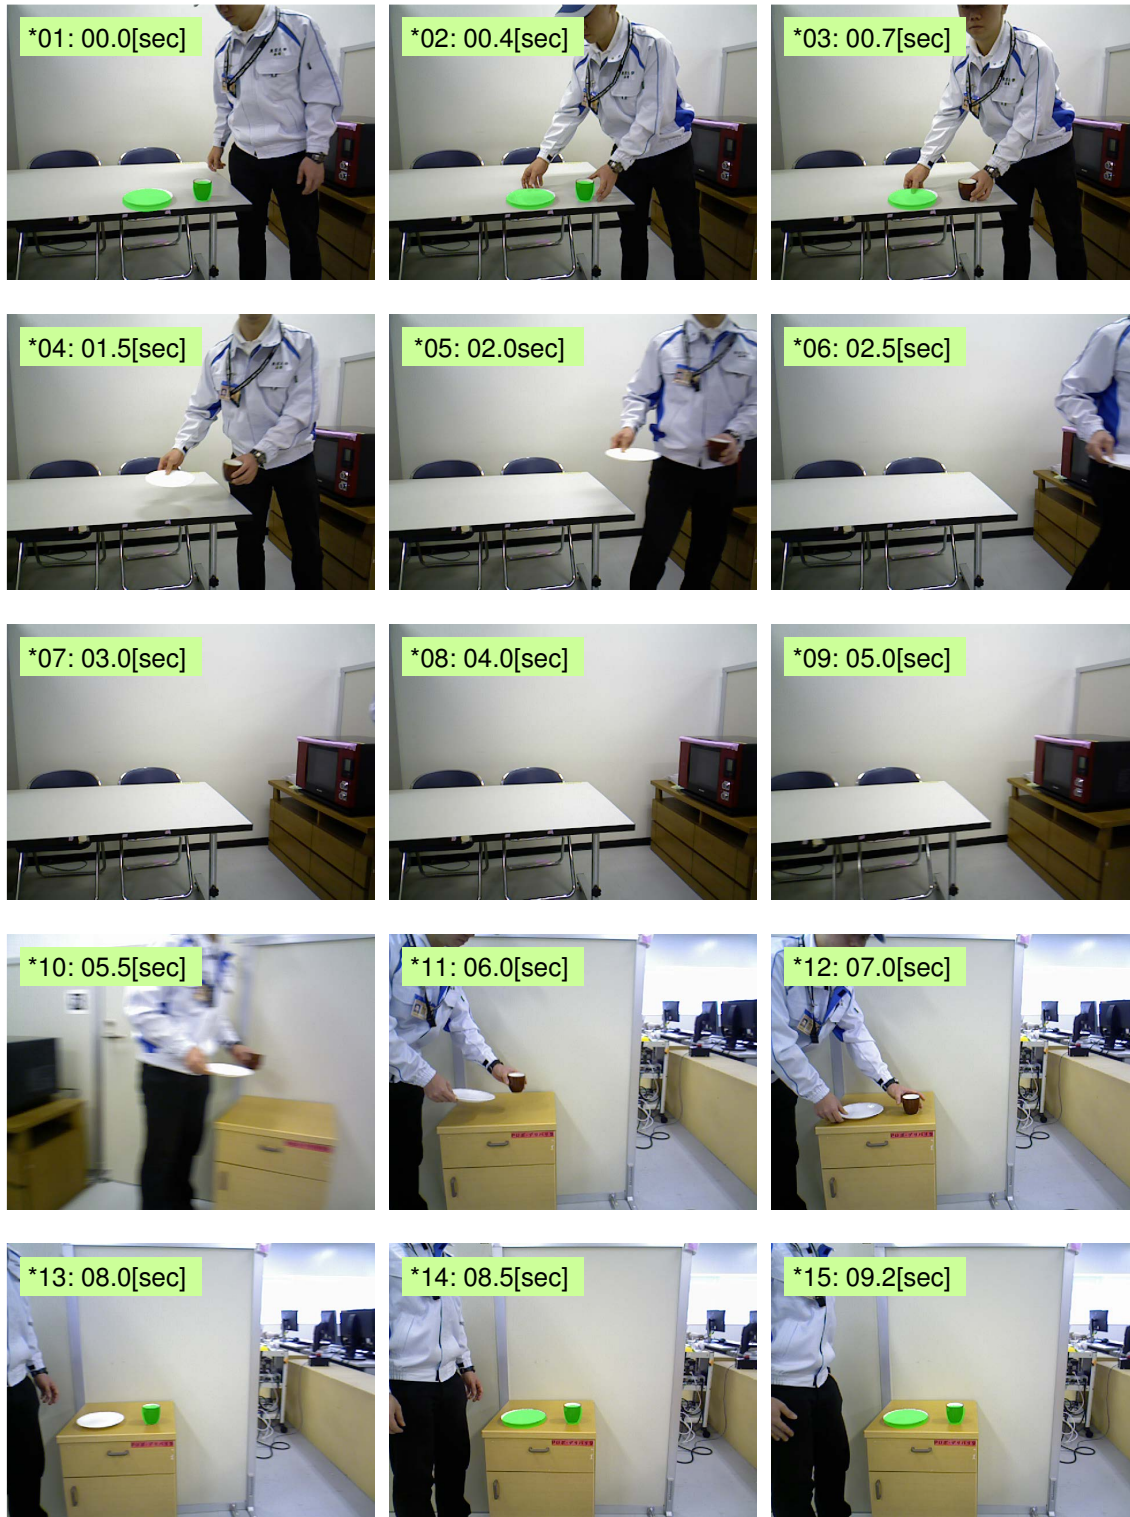 *01: 00.0[sec]
*02: 00.4[sec]
*03: 00.7[sec]
*04: 01.5[sec]
*05: 02.0sec]
*06: 02.5[sec]
*07: 03.0[sec]
*08: 04.0[sec]
*09: 05.0[sec]
*10: 05.5[sec]
*11: 06.0[sec]
*12: 07.0[sec]
*13: 08.0[sec]
*14: 08.5[sec]
*15: 09.2[sec]